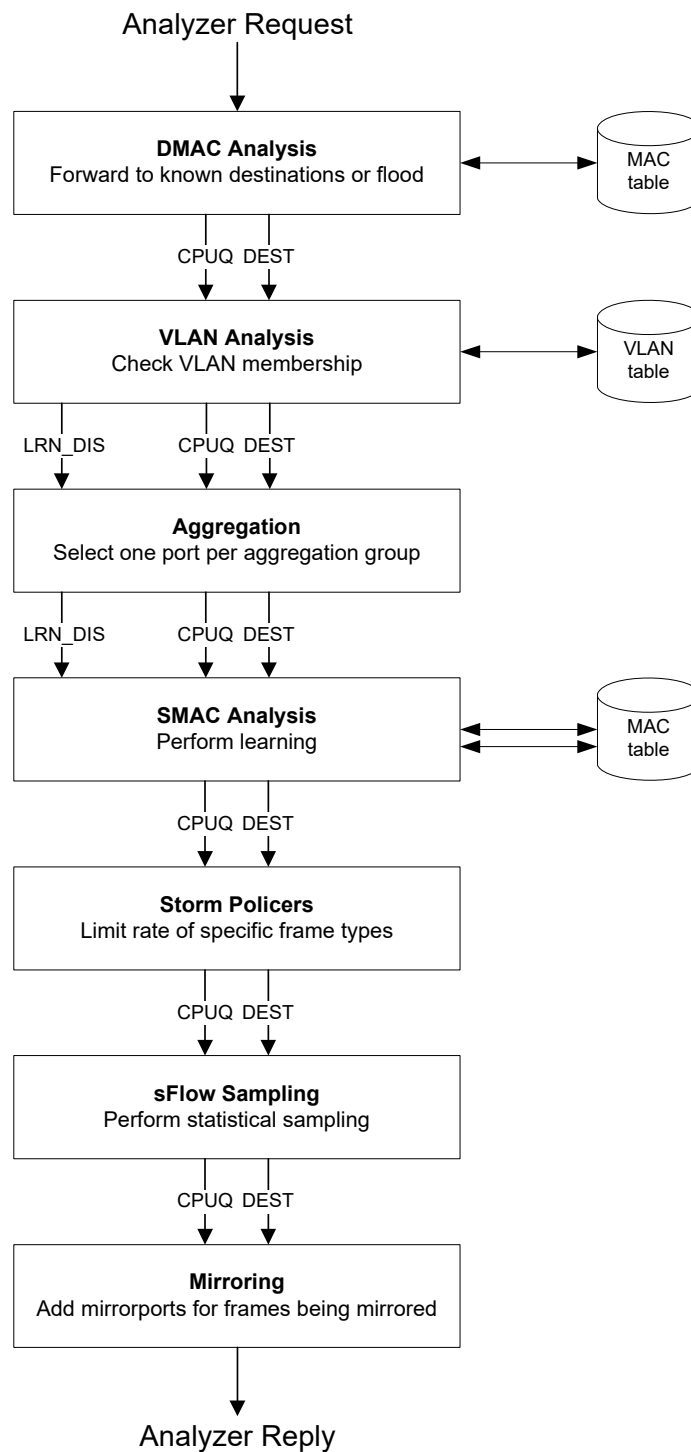 Analyzer Request
DMAC Analysis
Forward to known destinations or flood
MAC
table
CPUQ DEST
VLAN Analysis
Check VLAN membership
VLAN
table
LRN_DIS CPUQ DEST
Aggregation
Select one port per aggregation group
LRN_DIS CPUQ DEST
SMAC Analysis
Perform learning
MAC
table
CPUQ DEST
Storm Policers
Limit rate of specific frame types
CPUQ DEST
sFlow Sampling
Perform statistical sampling
CPUQ DEST
Mirroring
Add mirrorports for frames being mirrored
Analyzer Reply